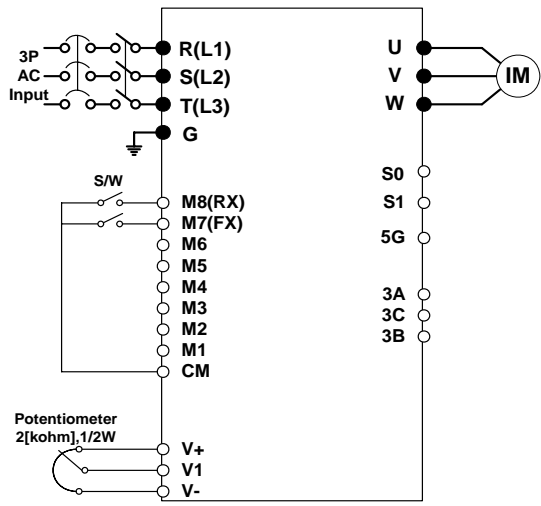 3P
AC
Input
R(L1)
S(L2)
T(L3)
G
U
V
W
IM
S/W
M8(RX)
M7(FX)
M6
M5
M4
M3
M2
M1
CM
S0
S1
5G
3A
3C
3B
Potentiometer
2[kohm],1/2W
V+
V1
V-